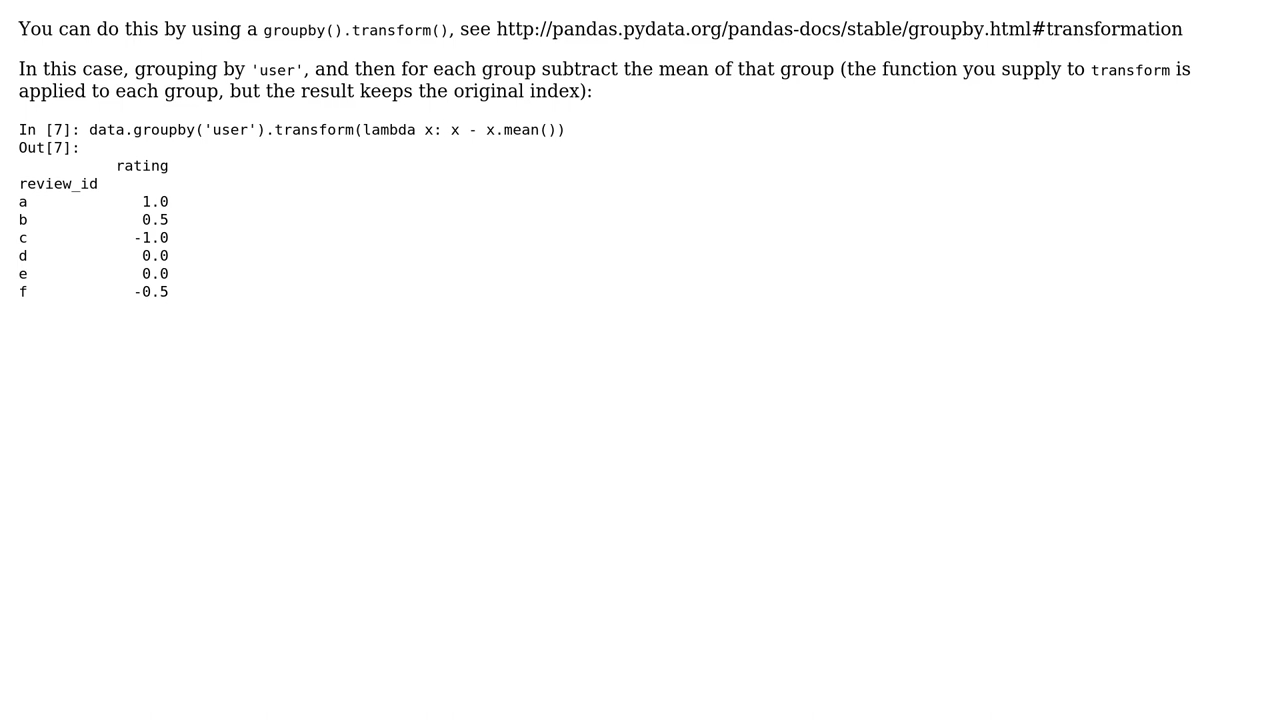 You can do this by using a groupby().transform(), see http://pandas.pydata.org/pandas-docs/stable/groupby.html#transformation
In this case, grouping by 'user', and then for each group subtract the mean of that group (the function you supply to transform is
applied to each group, but the result keeps the original index):
In [7]: data.groupby('user').transform(lambda x: x - x.mean())
Out[7]:
           rating
review_id
a             1.0
b             0.5
c            -1.0
d             0.0
e             0.0
f            -0.5